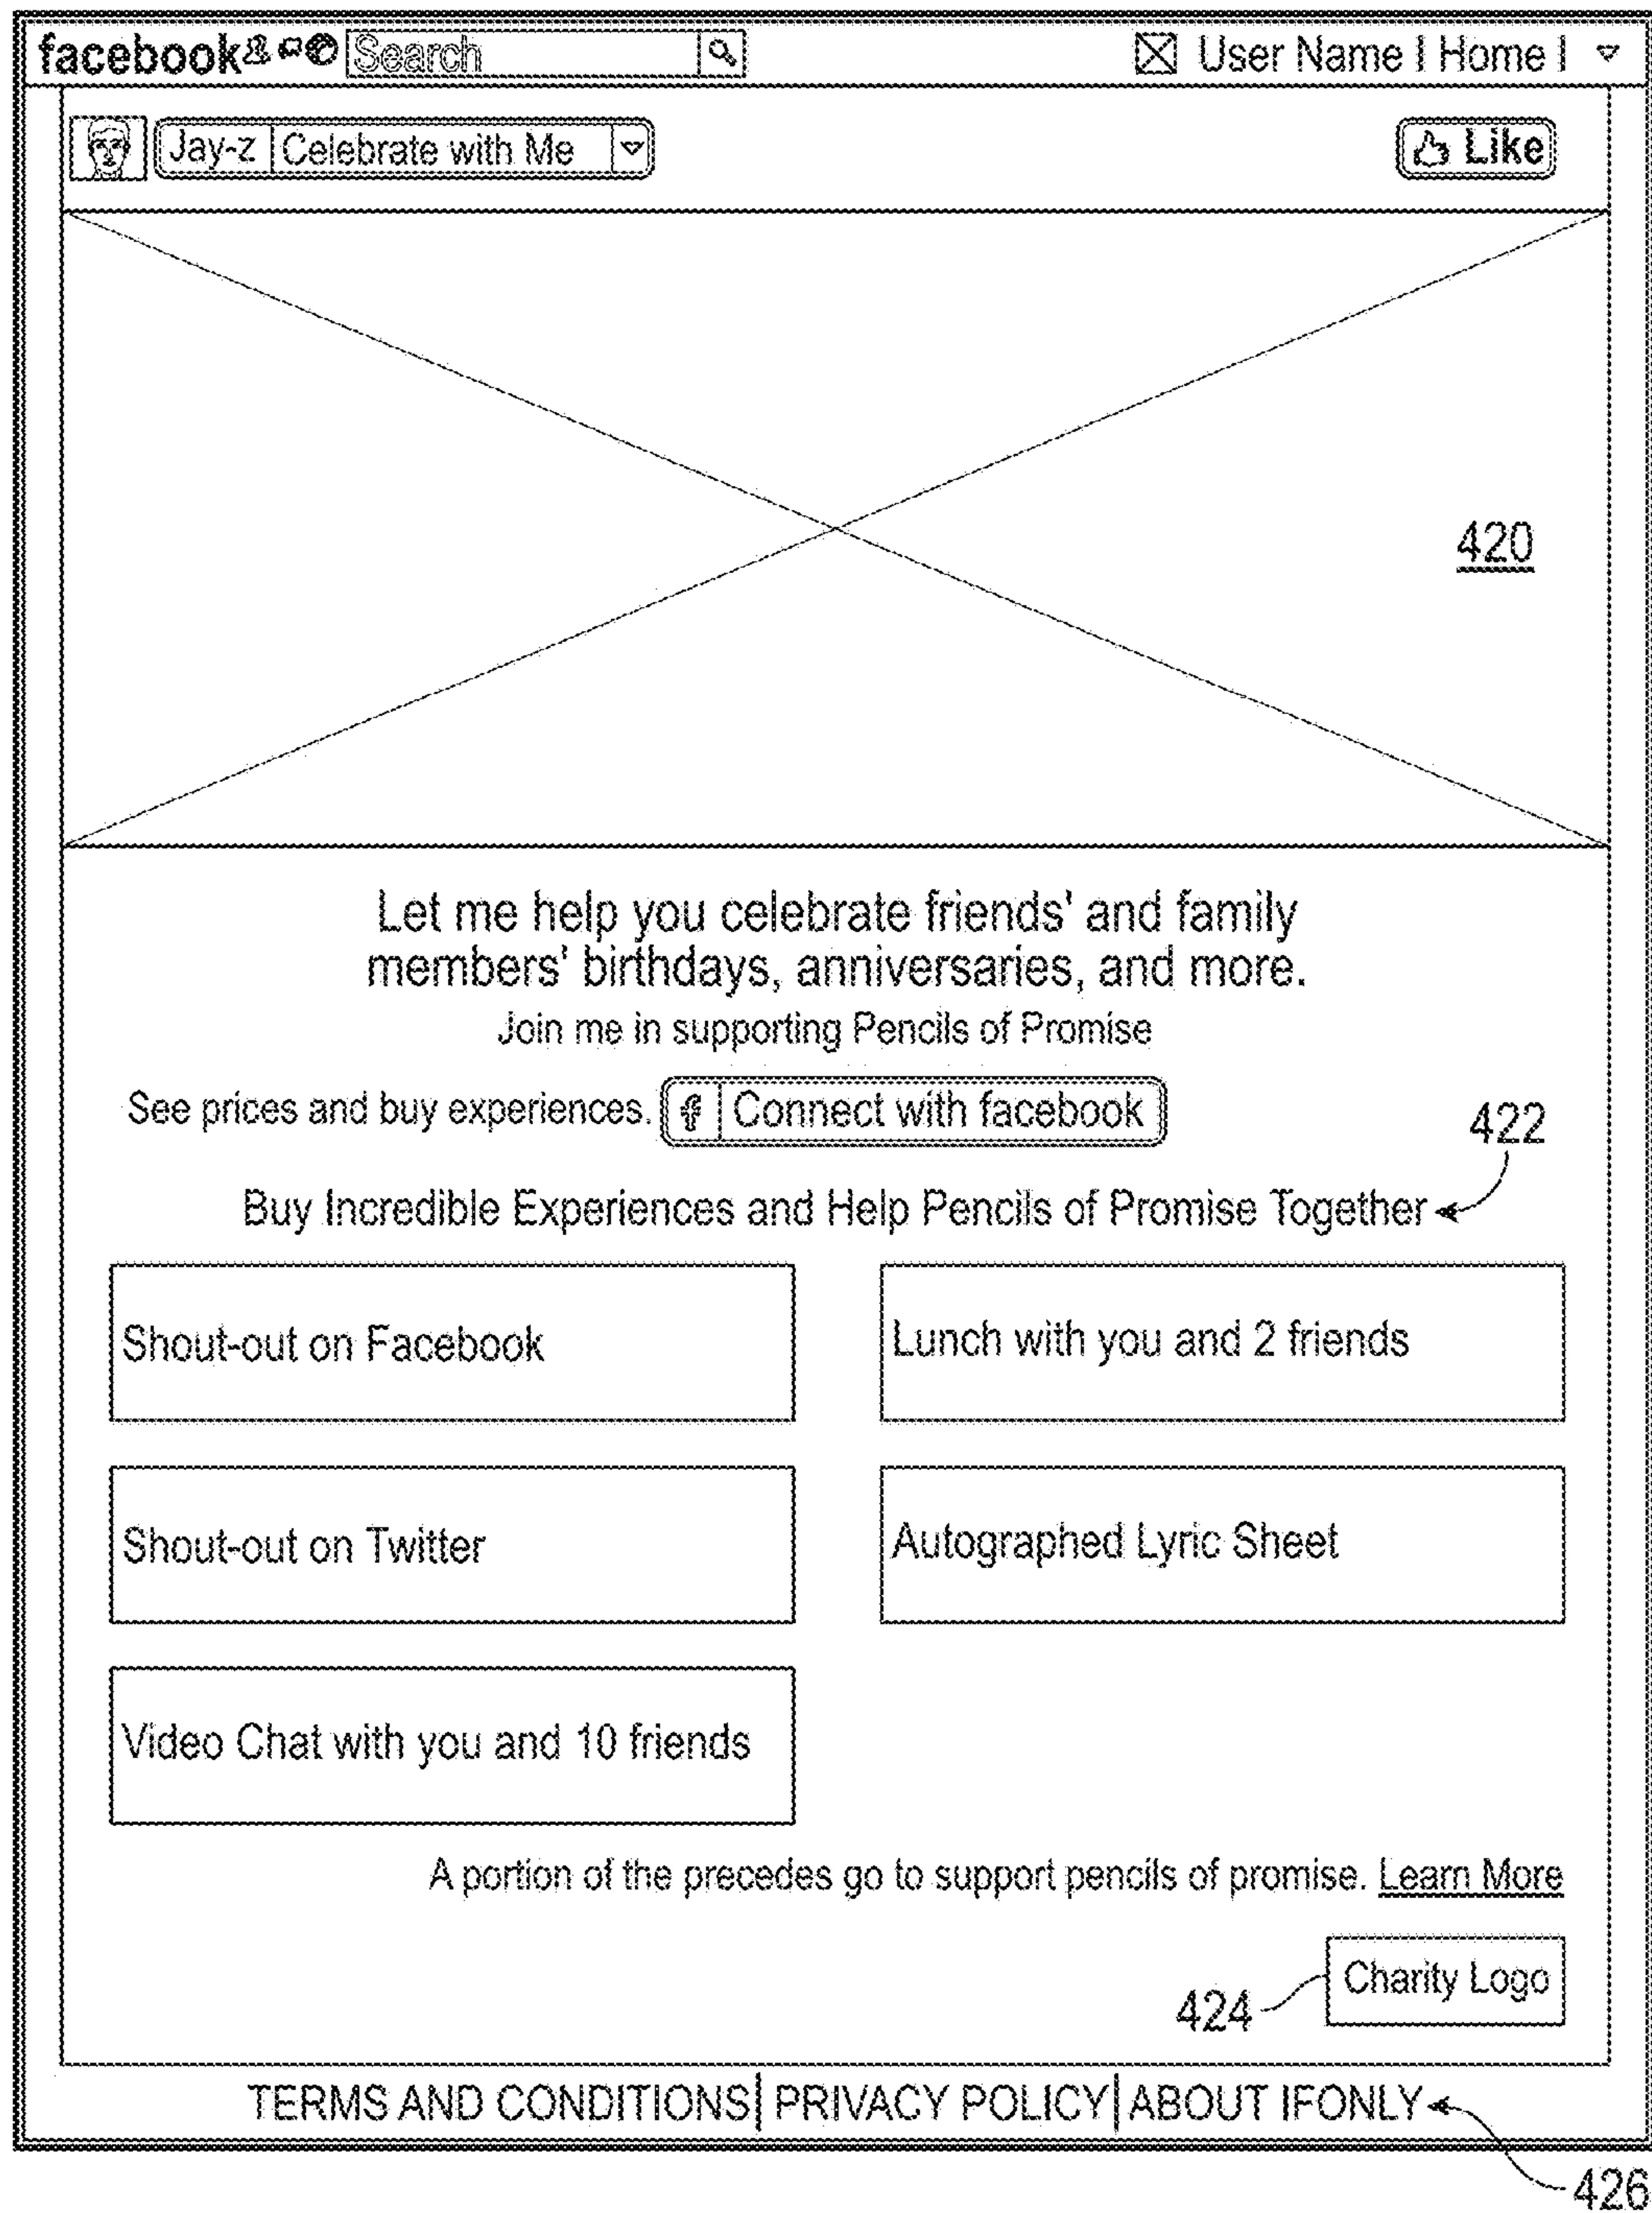 facebook Search User Name | Home |
Jay-z Celebrate with Me Like
420
Let me help you celebrate friends' and family
members' birthdays, anniversaries, and more.
Join me in supporting Pencils of Promise
See prices and buy experiences. f Connect with facebook
422
Buy Incredible Experiences and Help Pencils of Promise Together
Shout-out on Facebook
Lunch with you and 2 friends
Shout-out on Twitter
Autographed Lyric Sheet
Video Chat with you and 10 friends
A portion of the precedes go to support pencils of promise. Learn More
Charity Logo
424
TERMS AND CONDITIONS| PRIVACY POLICY| ABOUT IFONLY
426